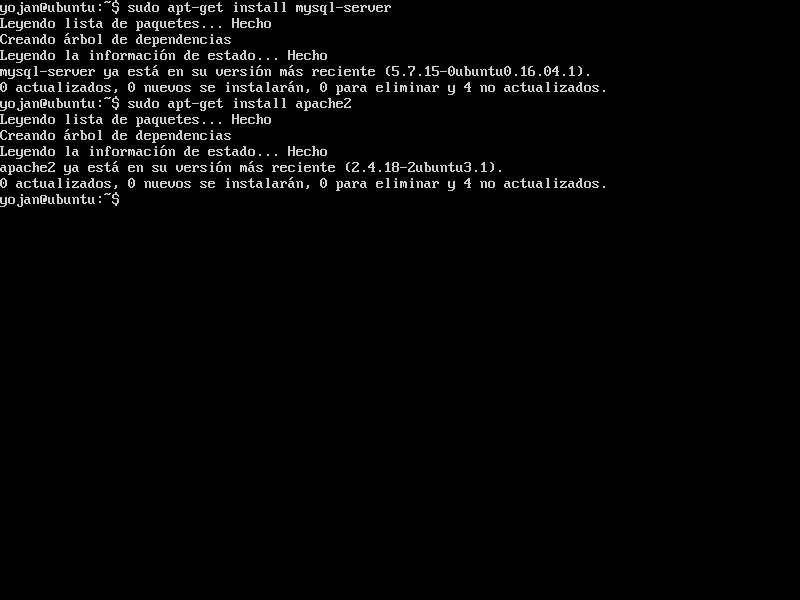 yojan@ubuntu:~$ sudo apt-get install mysql-server
Leyendo lista de paquetes... Hecho
Creando árbol de dependencias
Leyendo la información de estado... Hecho
mysql-server ya está en su versión más reciente (5.7.15-0ubuntu0.16.04.1).
0 actualizados, 0 nuevos se instalarán, 0 para eliminar y 4 no actualizados.
yojan@ubuntu:~$ sudo apt-get install apache2
Leyendo lista de paquetes... Hecho
Creando árbol de dependencias
Leyendo la información de estado... Hecho
apache2 ya está en su versión más reciente (2.4.18-2ubuntu3.1).
0 actualizados, 0 nuevos se instalarán, 0 para eliminar y 4 no actualizados.
yojan@ubuntu:~$